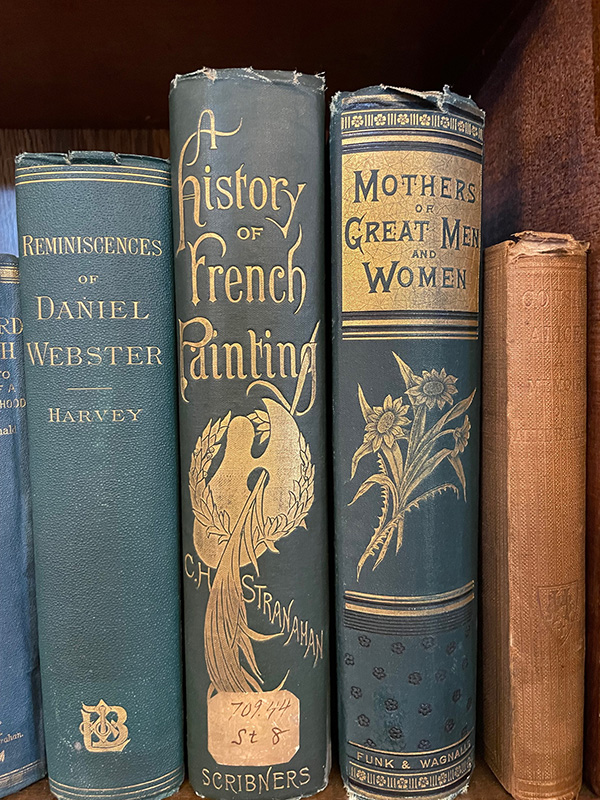 REMINISCENCES
OF
DANIEL
WEBSTER
HARVEY
A
History
OF
French
Painting
C.H.
STRANAHAN
709.44
St 8
SCRIBNERS
MOTHERS
OF
GREAT MEN
AND
WOMEN
FUNK & WAGNALLS